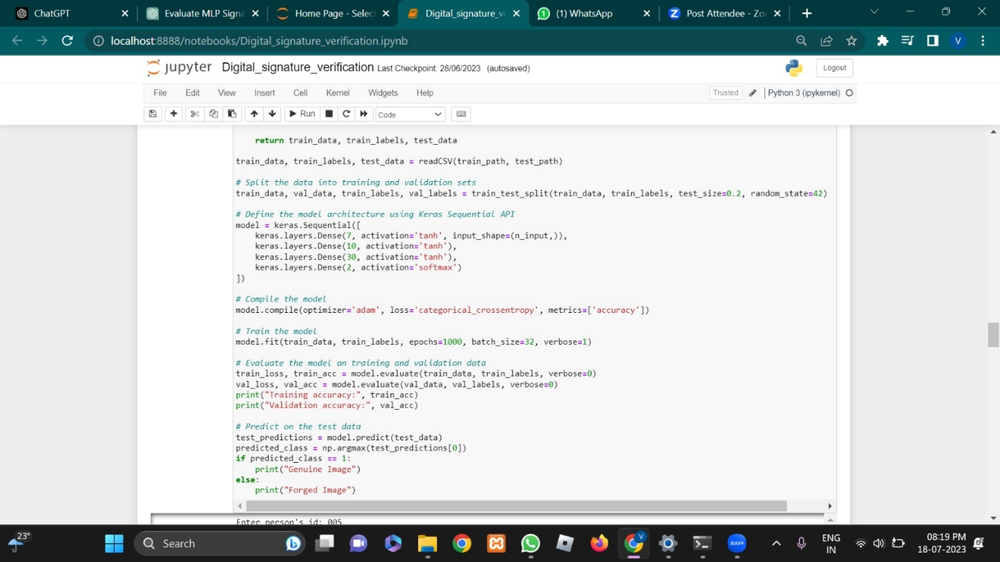 ChatGPT
Evaluate MLP Signa
Home Page - Select
Digital_signature_v
(1) WhatsApp
Post Attendee - Zo
localhost:8888/notebooks/Digital_signature_verification.ipynb
V
jupyter Digital_signature_verification Last Checkpoint: 28/06/2023 (autosaved)
Logout
File Edit View Insert Cell Kernel Widgets Help
Trusted
Python 3 (ipykernel)
Run
Code
return train_data, train_labels, test_data
train_data, train_labels, test_data = readCSV(train_path, test_path)
# Split the data into training and validation sets
train_data, val_data, train_labels, val_labels = train_test_split(train_data, train_labels, test_size=0.2, random_state=42)
# Define the model architecture using Keras Sequential API
model = keras.Sequential([
keras.layers.Dense(7, activation='tanh', input_shape=(n_input,)),
keras.layers.Dense(10, activation='tanh'),
keras.layers.Dense(30, activation='tanh'),
keras.layers.Dense(2, activation='softmax')
])
# Compile the model
model.compile(optimizer='adam', loss='categorical_crossentropy', metrics=['accuracy'])
# Train the model
model.fit(train_data, train_labels, epochs=1000, batch_size=32, verbose=1)
# Evaluate the model on training and validation data
train_loss, train_acc = model.evaluate(train_data, train_labels, verbose=0)
val_loss, val_acc = model.evaluate(val_data, val_labels, verbose=0)
print("Training accuracy:", train_acc)
print("Validation accuracy:", val_acc)
# Predict on the test data
test_predictions = model.predict(test_data)
predicted_class = np.argmax(test_predictions[0])
if predicted_class == 1:
print("Genuine Image")
else:
print("Forged Image")
Enter person's id: 005
23°
Search
zoom
ENG
IN
08:19 PM
18-07-2023